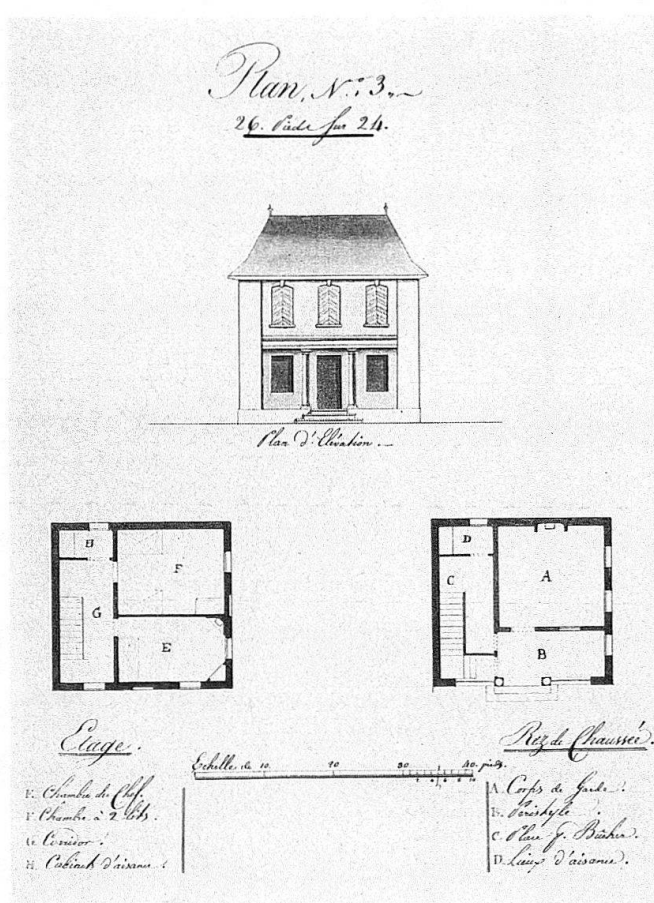 Plan, N.º 3.
26. Pieds sur 24.
Plan d'Elévation.
H
F
G
E
D
C
A
B
Etage.
E. Chambre du Chef.
F. Chambre à 2 lits.
G. Corridor.
H. Cabinet d'aisance.
Echelle de 10. 20 30 40. pieds.
Rez de Chaussée.
A. Corps de Garde.
B. Péristyle.
C. Place p. Bûcher.
D. Lieux d'aisance.